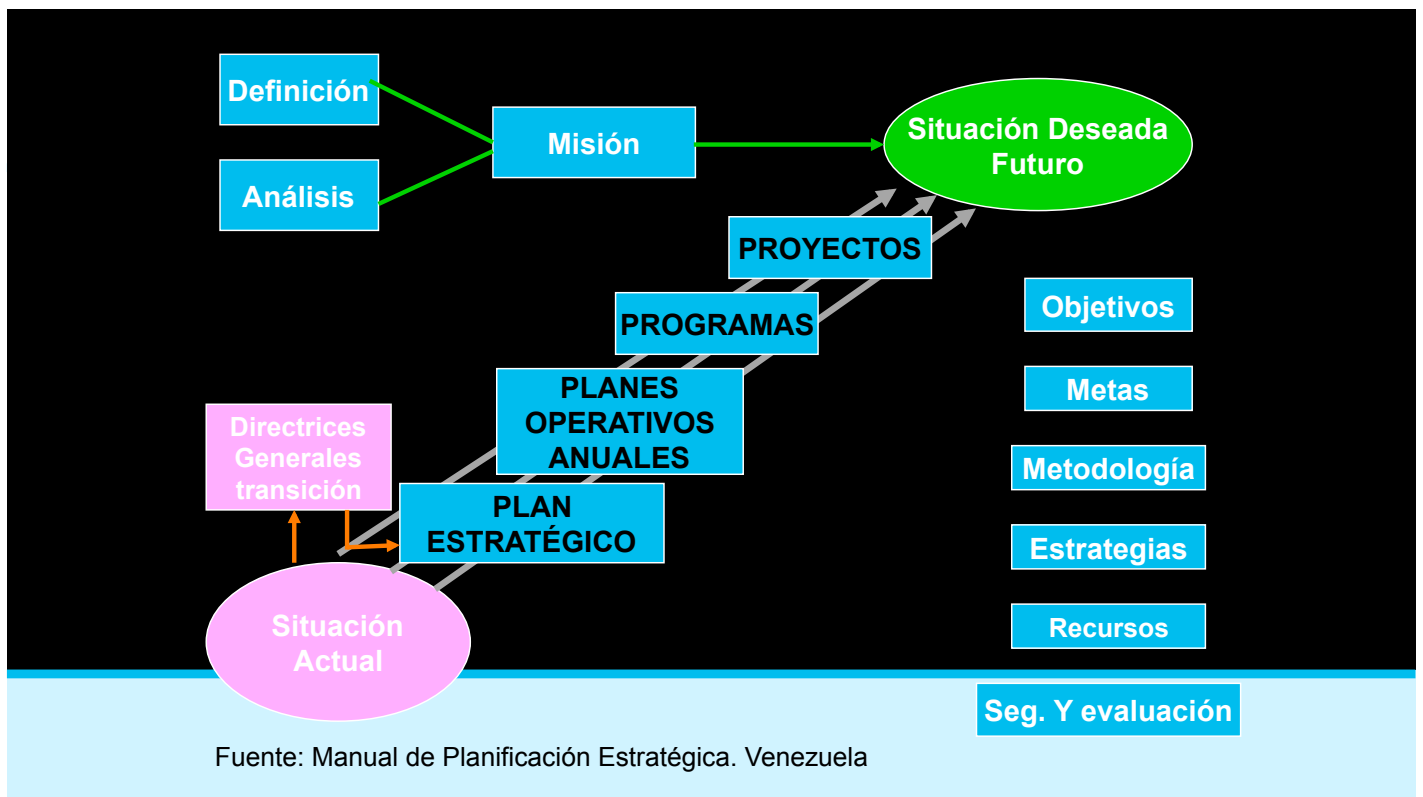 Definición
Análisis
Misión
Situación Deseada
Futuro
PROYECTOS
PROGRAMAS
PLANES
OPERATIVOS
ANUALES
PLAN
ESTRATÉGICO
Directrices
Generales
transición
Situación
Actual
Objetivos
Metas
Metodología
Estrategias
Recursos
Seg. Y evaluación
Fuente: Manual de Planificación Estratégica. Venezuela